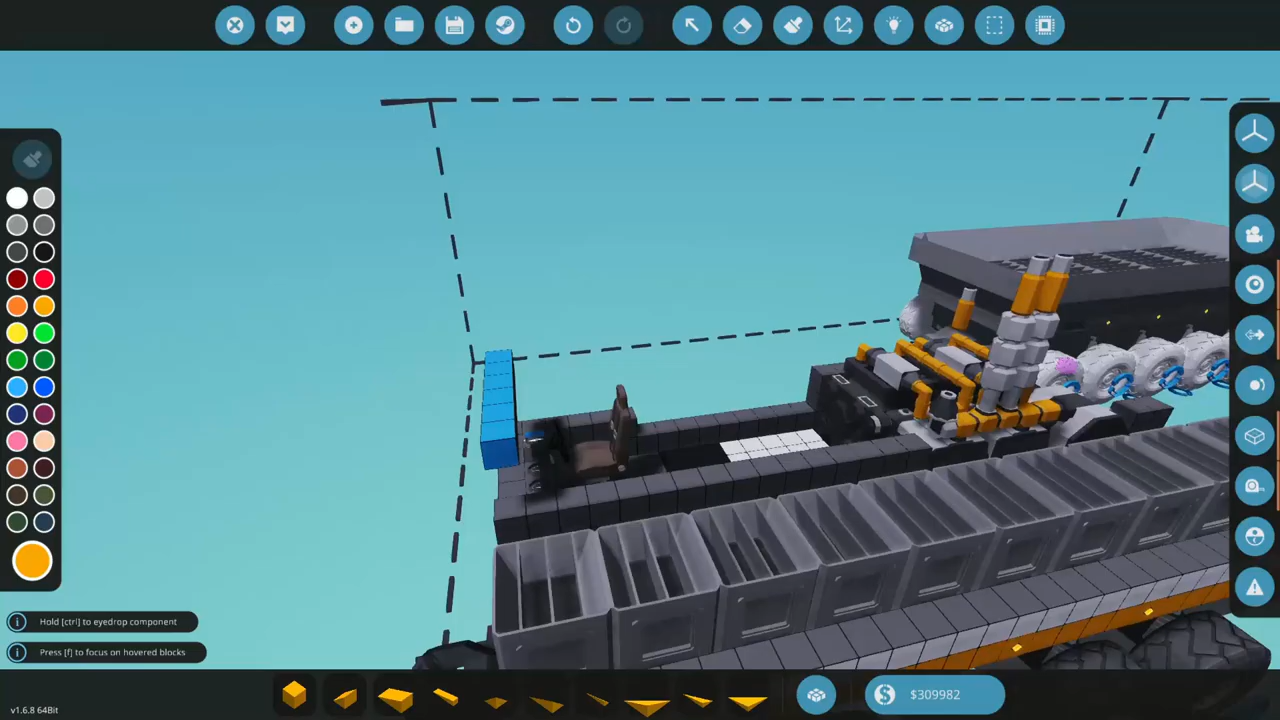 Hold [ctrl] to eyedrop component
Press [f] to focus on hovered blocks
$309982
v1.6.8 64Bit